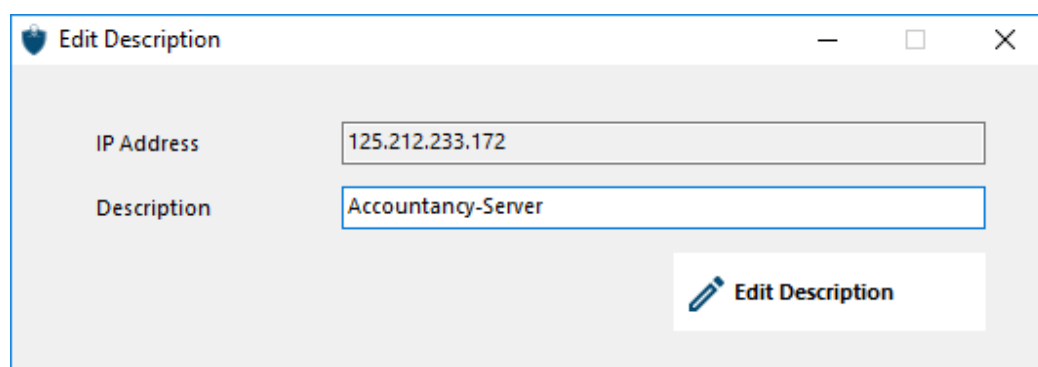 Edit Description
IP Address 125.212.233.172
Description Accountancy-Server
Edit Description